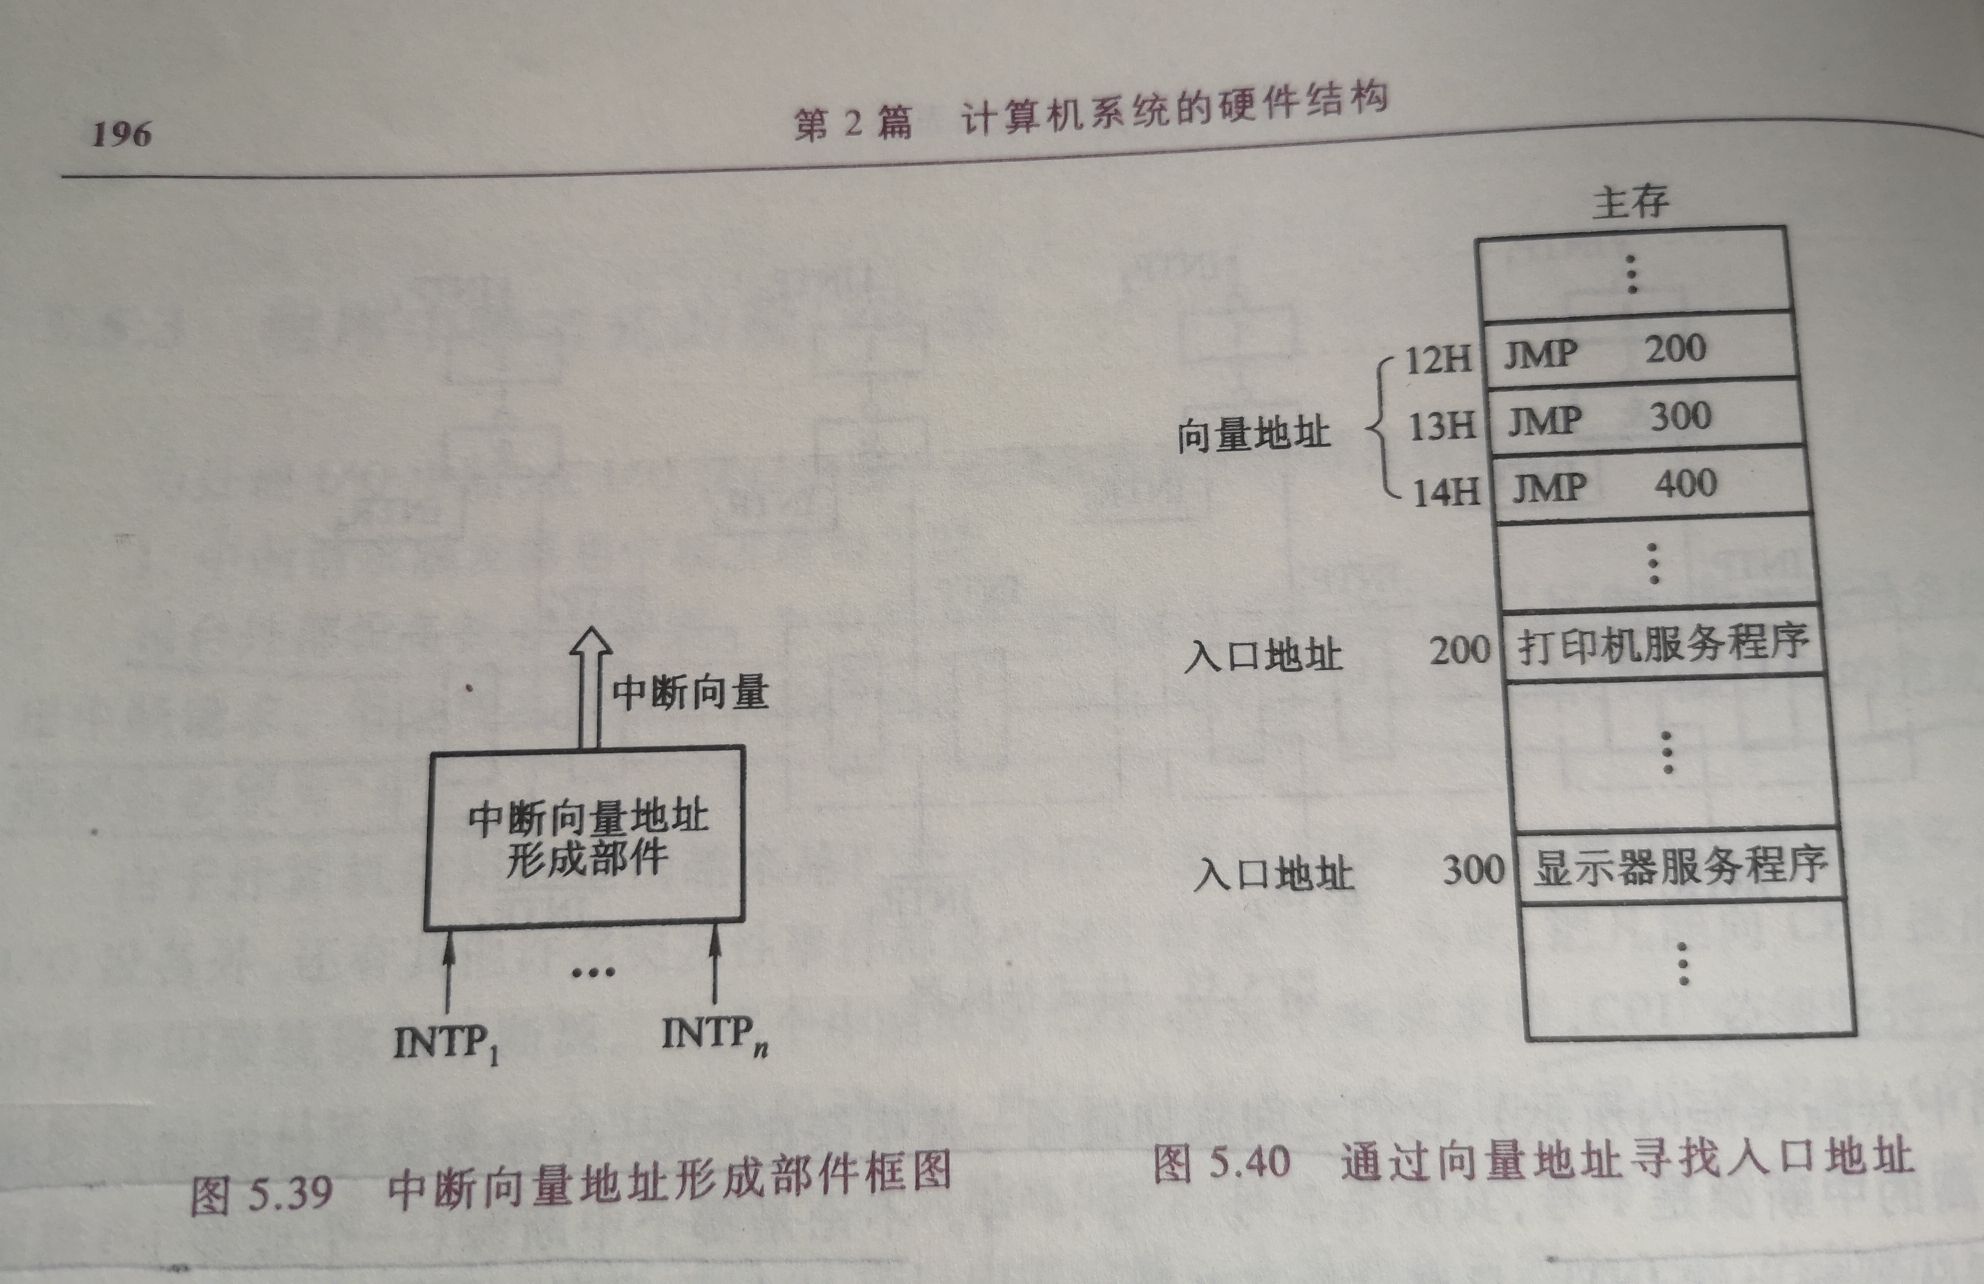 196
第 2 篇 计算机系统的硬件结构
中断向量
中断向量地址
形成部件
INTP1
…
INTPn
图 5.39 中断向量地址形成部件框图
主存
⋮
向量地址
12H JMP 200
13H JMP 300
14H JMP 400
⋮
入口地址 200 打印机服务程序
⋮
入口地址 300 显示器服务程序
⋮
图 5.40 通过向量地址寻找入口地址